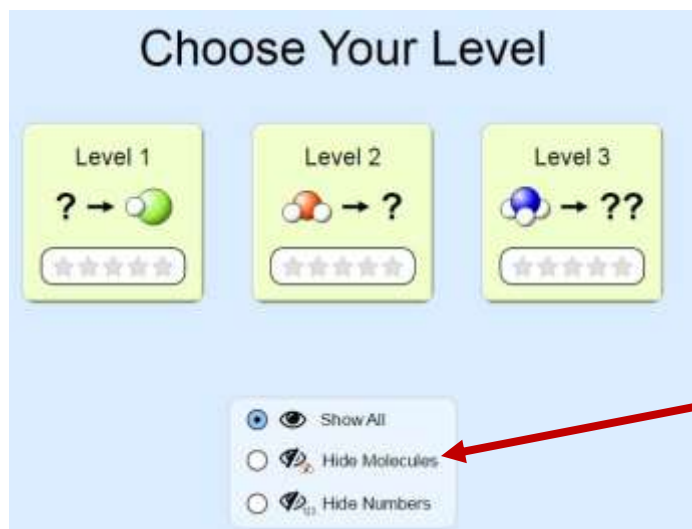 Choose Your Level
Level 1
? →
Level 2
→ ?
Level 3
→ ??
Show All
Hide Molecules
Hide Numbers